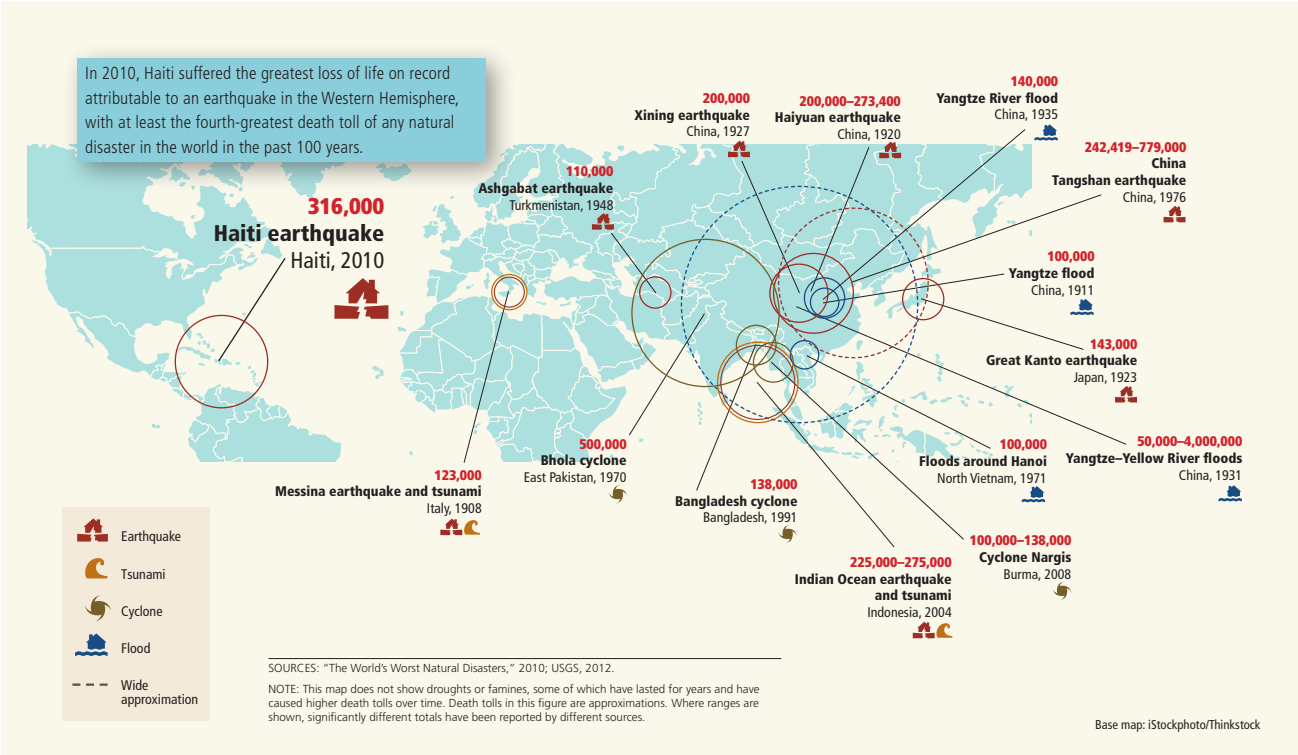 In 2010, Haiti suffered the greatest loss of life on record
attributable to an earthquake in the Western Hemisphere,
with at least the fourth-greatest death toll of any natural
disaster in the world in the past 100 years.
316,000
Haiti earthquake
Haiti, 2010
110,000
Ashgabat earthquake
Turkmenistan, 1948
200,000
Xining earthquake
China, 1927
200,000–273,400
Haiyuan earthquake
China, 1920
140,000
Yangtze River flood
China, 1935
242,419–779,000
China
Tangshan earthquake
China, 1976
100,000
Yangtze flood
China, 1911
143,000
Great Kanto earthquake
Japan, 1923
50,000–4,000,000
Yangtze–Yellow River floods
China, 1931
100,000
Floods around Hanoi
North Vietnam, 1971
500,000
Bhola cyclone
East Pakistan, 1970
123,000
Messina earthquake and tsunami
Italy, 1908
138,000
Bangladesh cyclone
Bangladesh, 1991
100,000–138,000
Cyclone Nargis
Burma, 2008
225,000–275,000
Indian Ocean earthquake
and tsunami
Indonesia, 2004
Earthquake
Tsunami
Cyclone
Flood
Wide
approximation
SOURCES: “The World’s Worst Natural Disasters,” 2010; USGS, 2012.
NOTE: This map does not show droughts or famines, some of which have lasted for years and have
caused higher death tolls over time. Death tolls in this figure are approximations. Where ranges are
shown, significantly different totals have been reported by different sources.
Base map: iStockphoto/Thinkstock